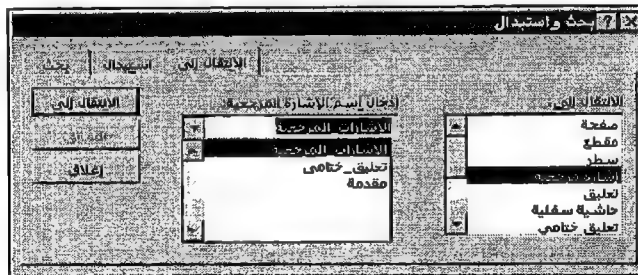 بحث واستبدال
الانتقال إلى
استبدال
بحث
الانتقال إلى:
صفحة
مقطع
سطر
إشارة مرجعية
تعليق
حاشية سفلية
تعليق ختامي
إدخال إسم الإشارة المرجعية:
الإشارات المرجعية
الإشارات المرجعية
تعليق_ختامي
مقدمة
الانتقال إلى
إغلاق